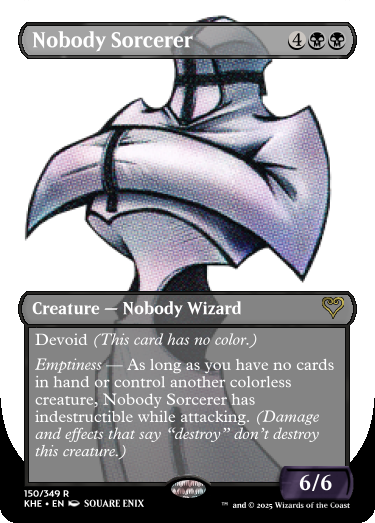 Nobody Sorcerer 4
Creature — Nobody Wizard
Devoid (This card has no color.)
Emptiness — As long as you have no cards
in hand or control another colorless
creature, Nobody Sorcerer has
indestructible while attacking. (Damage
and effects that say “destroy” don’t destroy
this creature.)
6/6
150/349 R
KHE • EN SQUARE ENIX
™ and © 2025 Wizards of the Coast